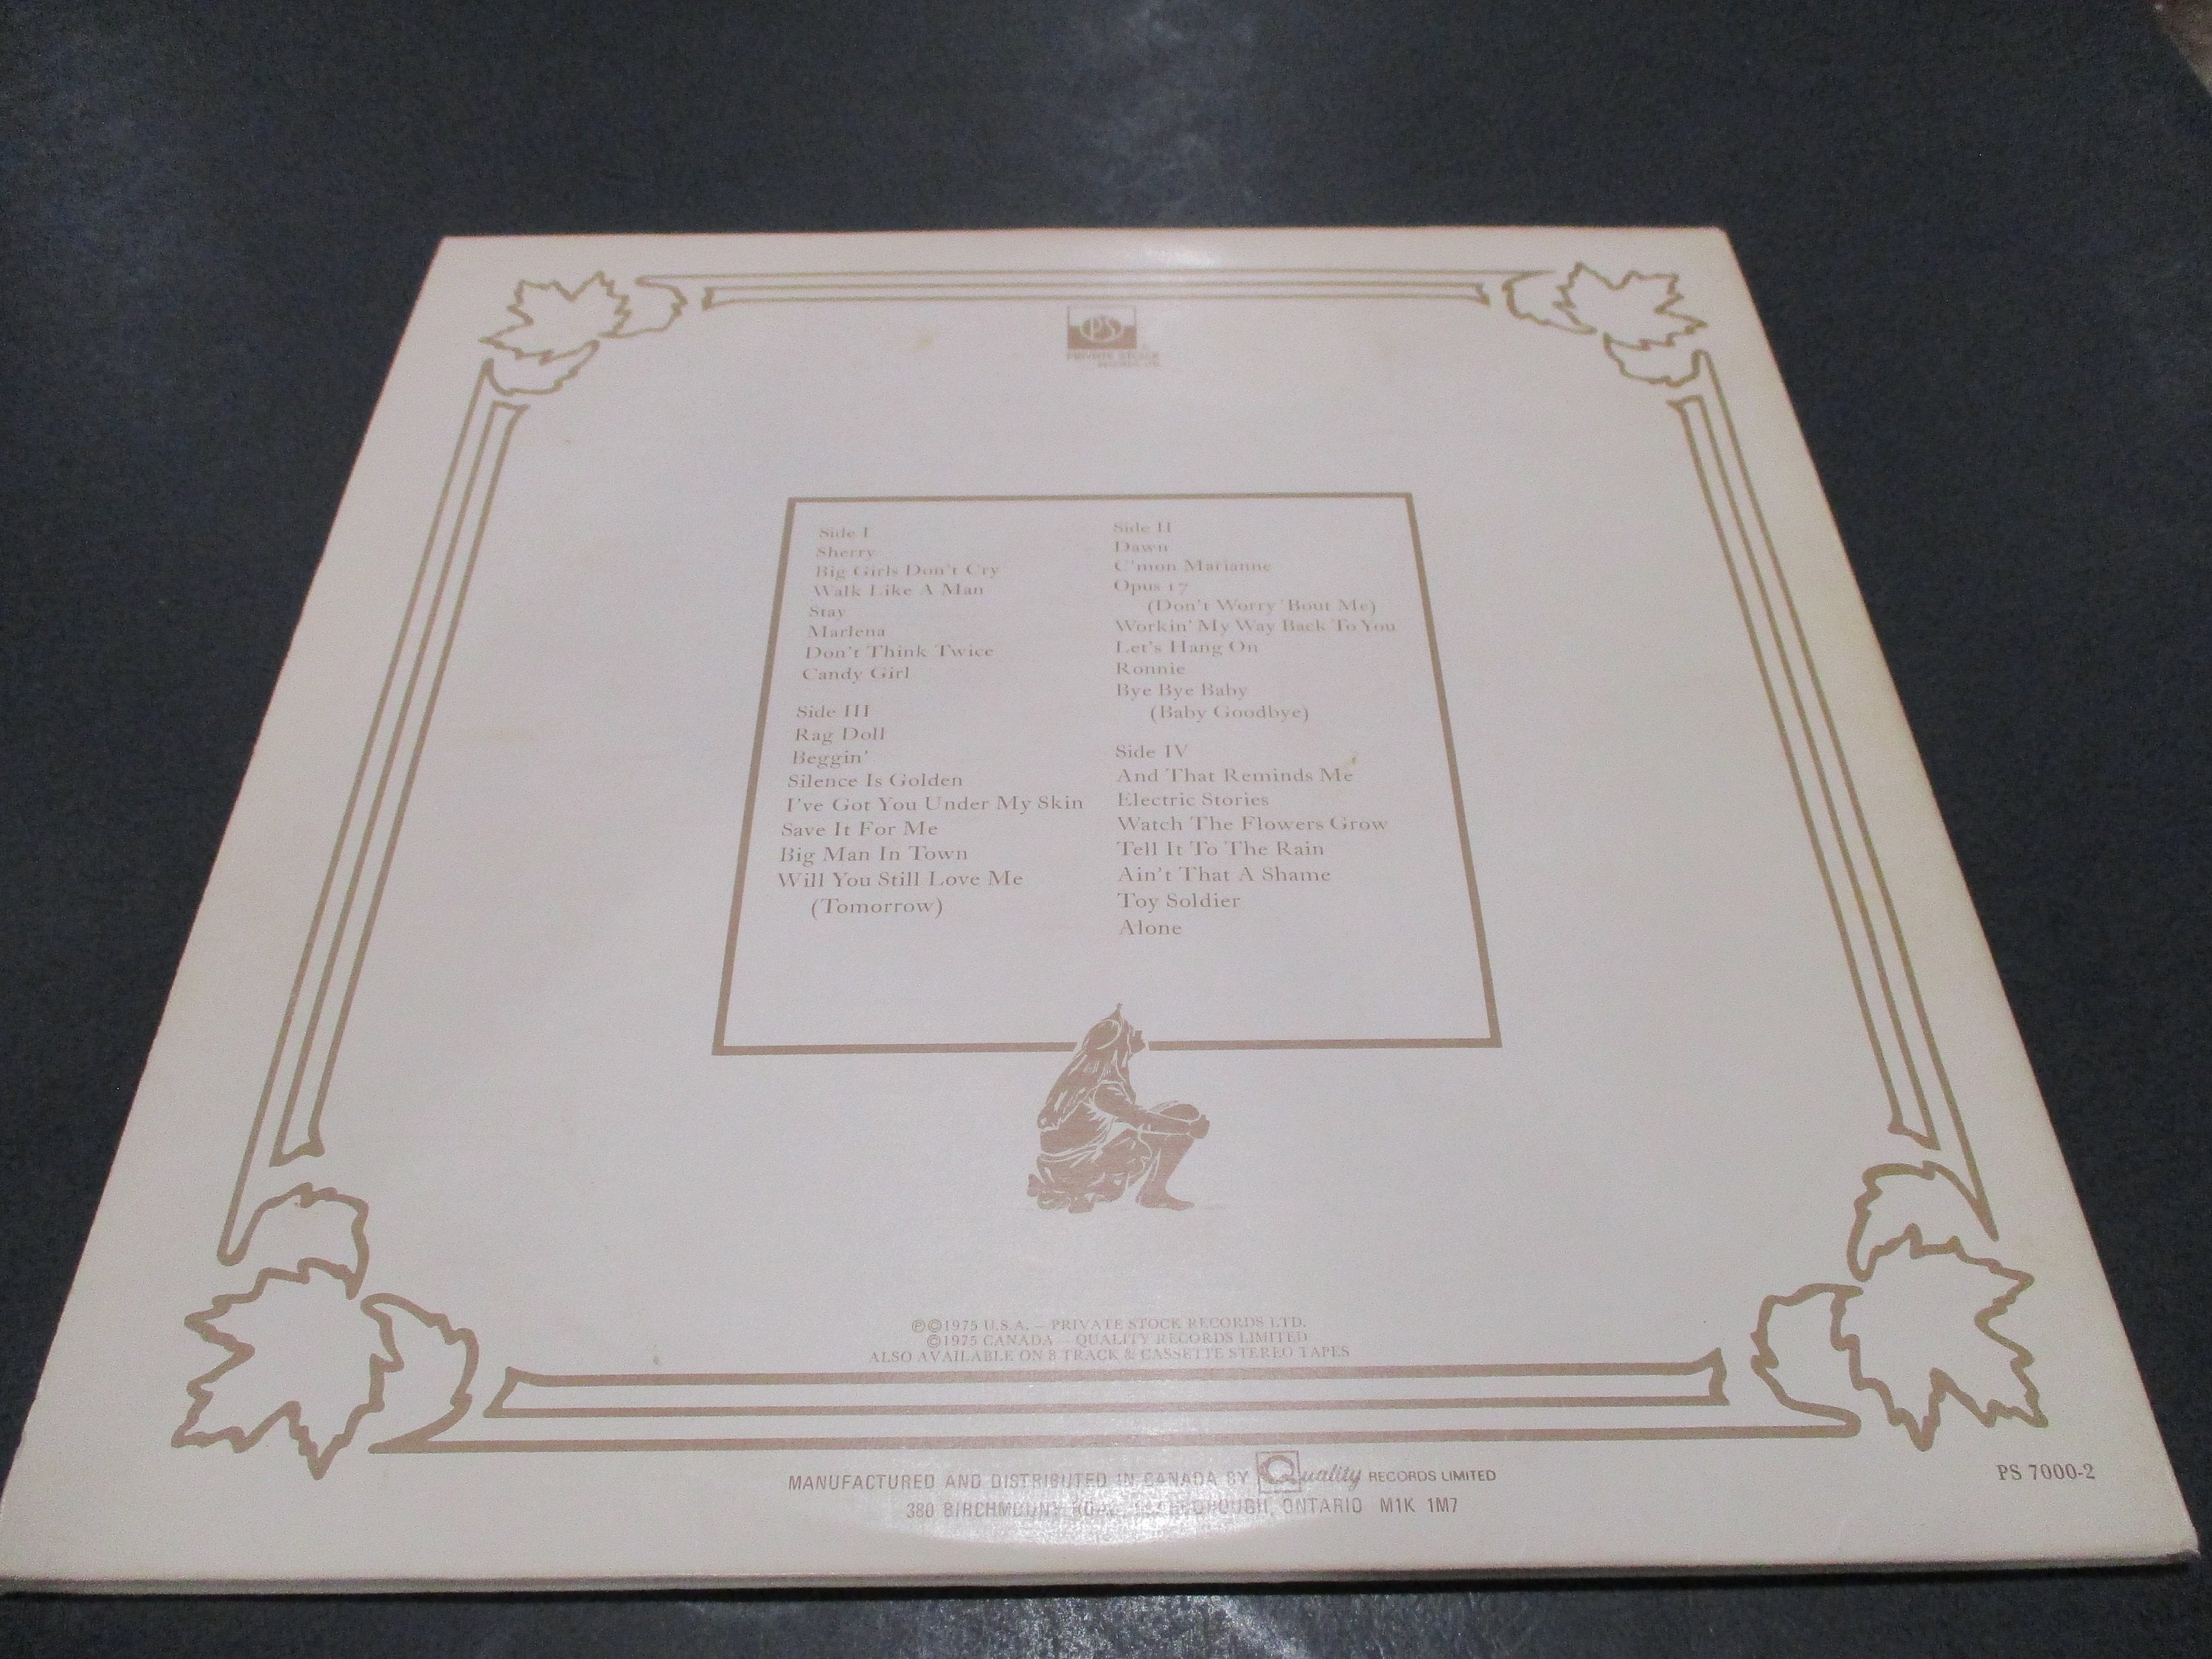 PS
PRIVATE STOCK
RECORDS LTD.
Side I
Sherry
Big Girls Don't Cry
Walk Like A Man
Stay
Marlena
Don't Think Twice
Candy Girl
Side II
Dawn
C'mon Marianne
Opus 17
(Don't Worry 'Bout Me)
Workin' My Way Back To You
Let's Hang On
Ronnie
Bye Bye Baby
(Baby Goodbye)
Side III
Rag Doll
Beggin'
Silence Is Golden
I've Got You Under My Skin
Save It For Me
Big Man In Town
Will You Still Love Me
(Tomorrow)
Side IV
And That Reminds Me
Electric Stories
Watch The Flowers Grow
Tell It To The Rain
Ain't That A Shame
Toy Soldier
Alone
℗©1975 U.S.A. – PRIVATE STOCK RECORDS LTD.
©1975 CANADA – QUALITY RECORDS LIMITED
ALSO AVAILABLE ON 8 TRACK & CASSETTE STEREO TAPES
MANUFACTURED AND DISTRIBUTED IN CANADA BY Quality RECORDS LIMITED
380 BIRCHMOUNT ROAD, SCARBOROUGH, ONTARIO M1K 1M7
PS 7000-2